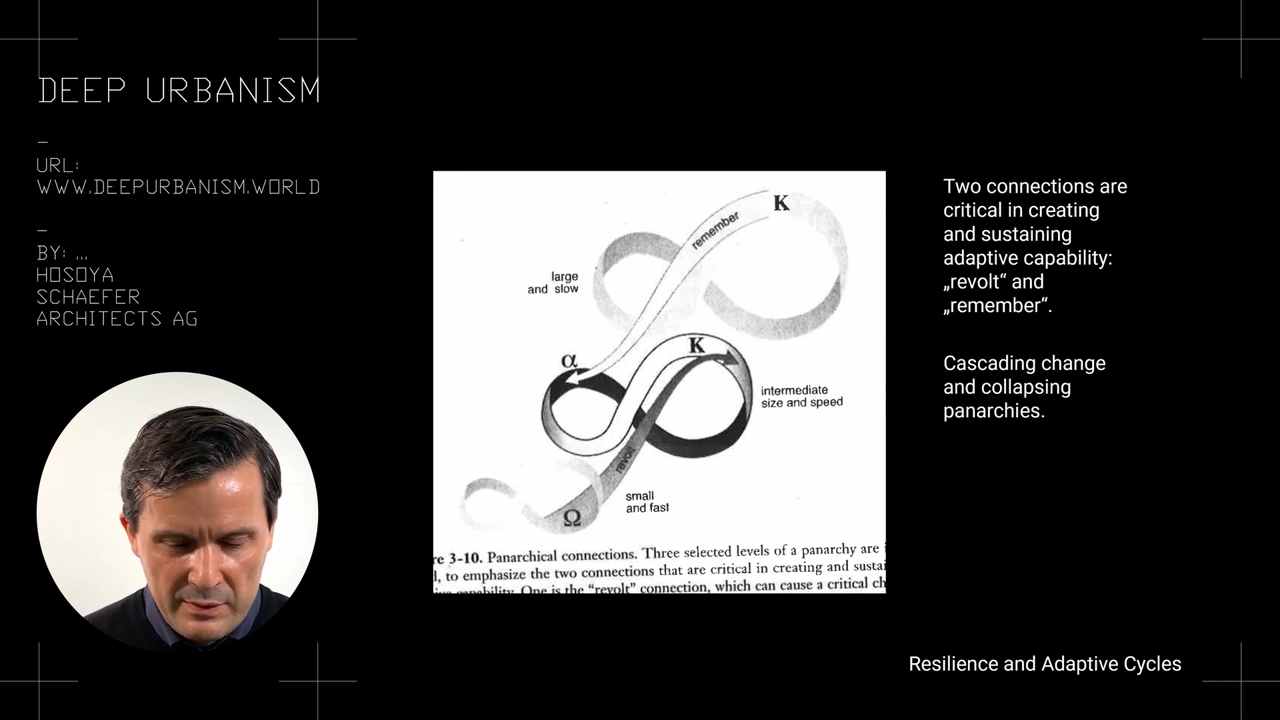 DEEP URBANISM
–
URL:
WWW.DEEPURBANISM.WORLD
–
BY: ...
HOSOYA
SCHAEFER
ARCHITECTS AG
K
remember
large
and slow
K
α
intermediate
size and speed
revolt
small
and fast
Ω
re 3-10. Panarchical connections. Three selected levels of a panarchy are
, to emphasize the two connections that are critical in creating and sustai
One is the “revolt” connection, which can cause a critical ch
Two connections are
critical in creating
and sustaining
adaptive capability:
„revolt“ and
„remember“.
Cascading change
and collapsing
panarchies.
Resilience and Adaptive Cycles